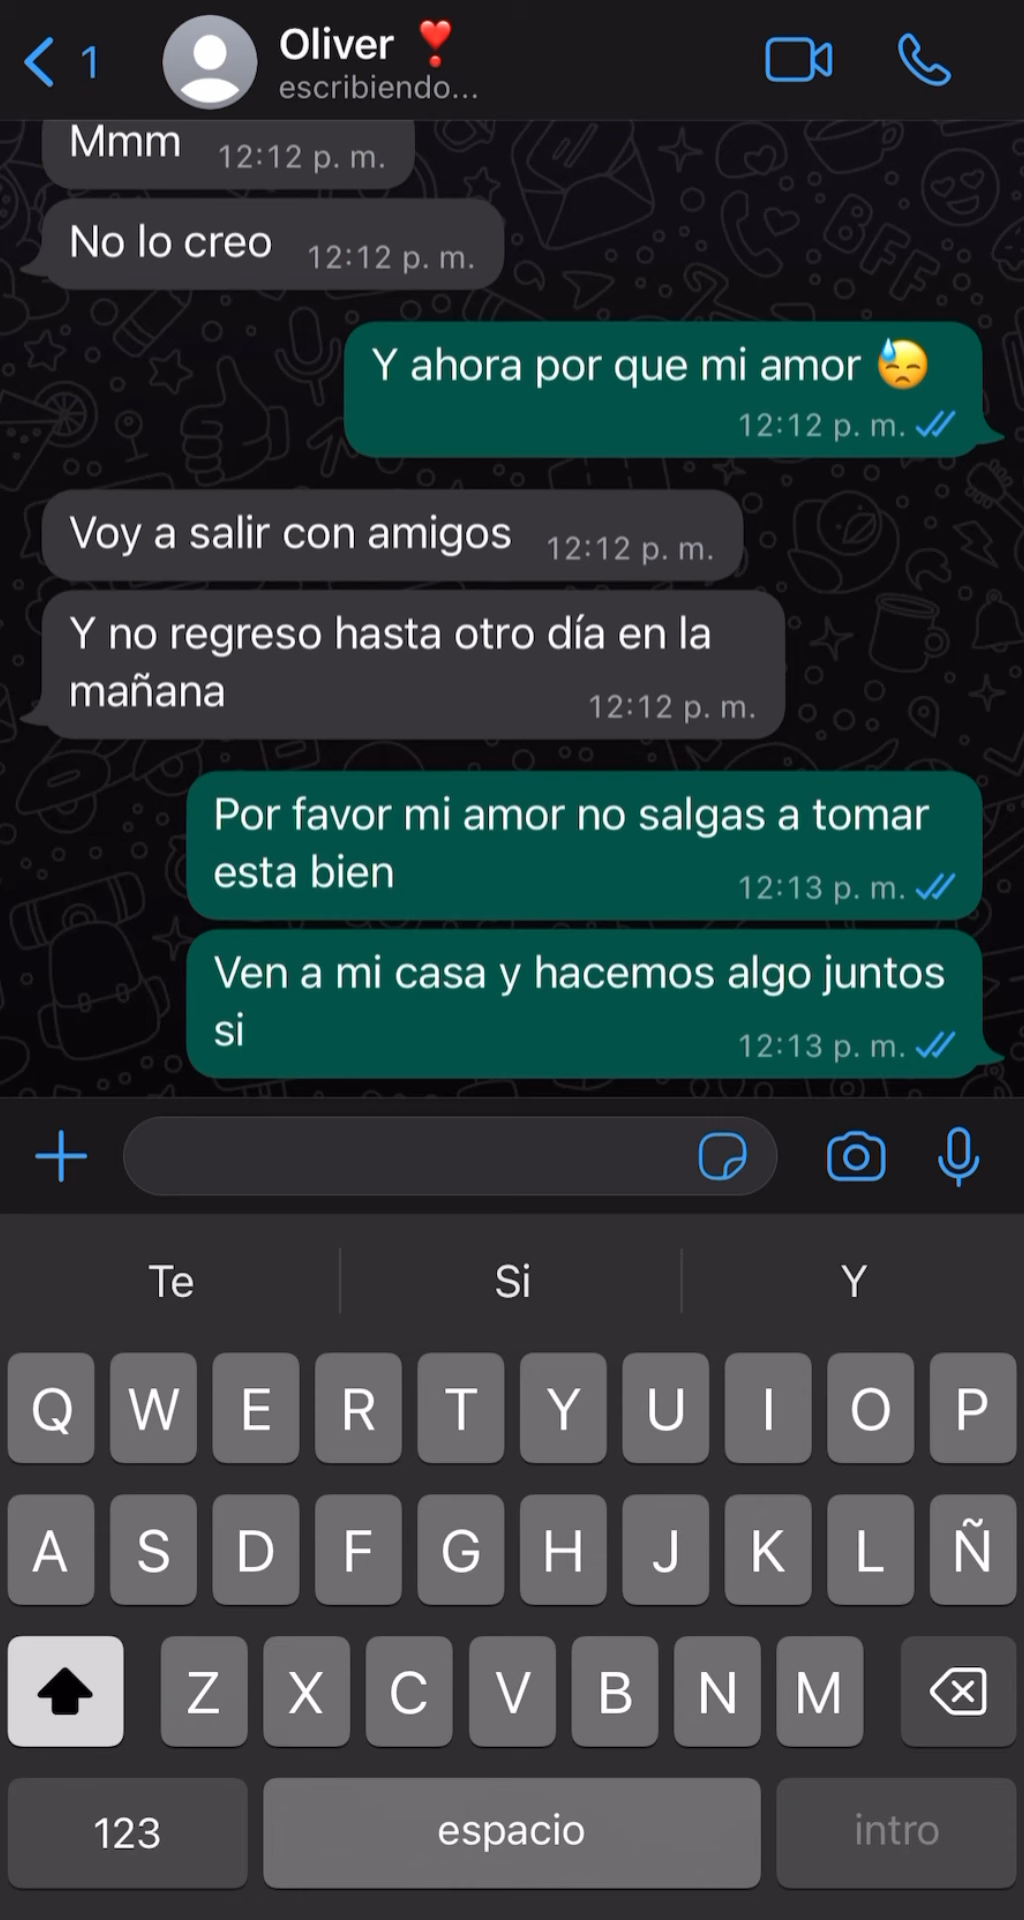 1
Oliver ❣️
escribiendo...
Mmm 12:12 p. m.
No lo creo 12:12 p. m.
Y ahora por que mi amor 😓
12:12 p. m.
Voy a salir con amigos 12:12 p. m.
Y no regreso hasta otro día en la
mañana 12:12 p. m.
Por favor mi amor no salgas a tomar
esta bien 12:13 p. m.
Ven a mi casa y hacemos algo juntos
si 12:13 p. m.
Te Si Y
Q W E R T Y U I O P
A S D F G H J K L Ñ
Z X C V B N M
123 espacio intro